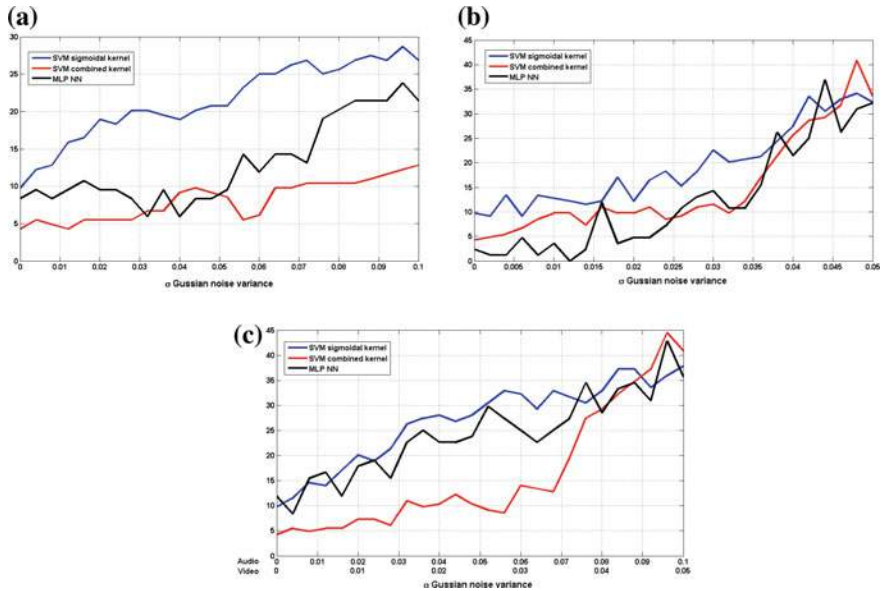 (a)
30
25
20
15
10
5
0
SVM sigmoidal kernel
SVM combined kernel
MLP NN
0 0.01 0.02 0.03 0.04 0.05 0.06 0.07 0.08 0.09 0.1
σ Gussian noise variance
(b)
45
40
35
30
25
20
15
10
5
0
SVM sigmoidal kernel
SVM combined kernel
MLP NN
0 0.005 0.01 0.015 0.02 0.025 0.03 0.035 0.04 0.045 0.05
σ Gussian noise variance
(c)
45
40
35
30
25
20
15
10
5
0
SVM sigmoidal kernel
SVM combined kernel
MLP NN
Audio 0 0.01 0.02 0.03 0.04 0.05 0.06 0.07 0.08 0.09 0.1
Video 0 0.01 0.02 0.03 0.04 0.05
σ Gussian noise variance